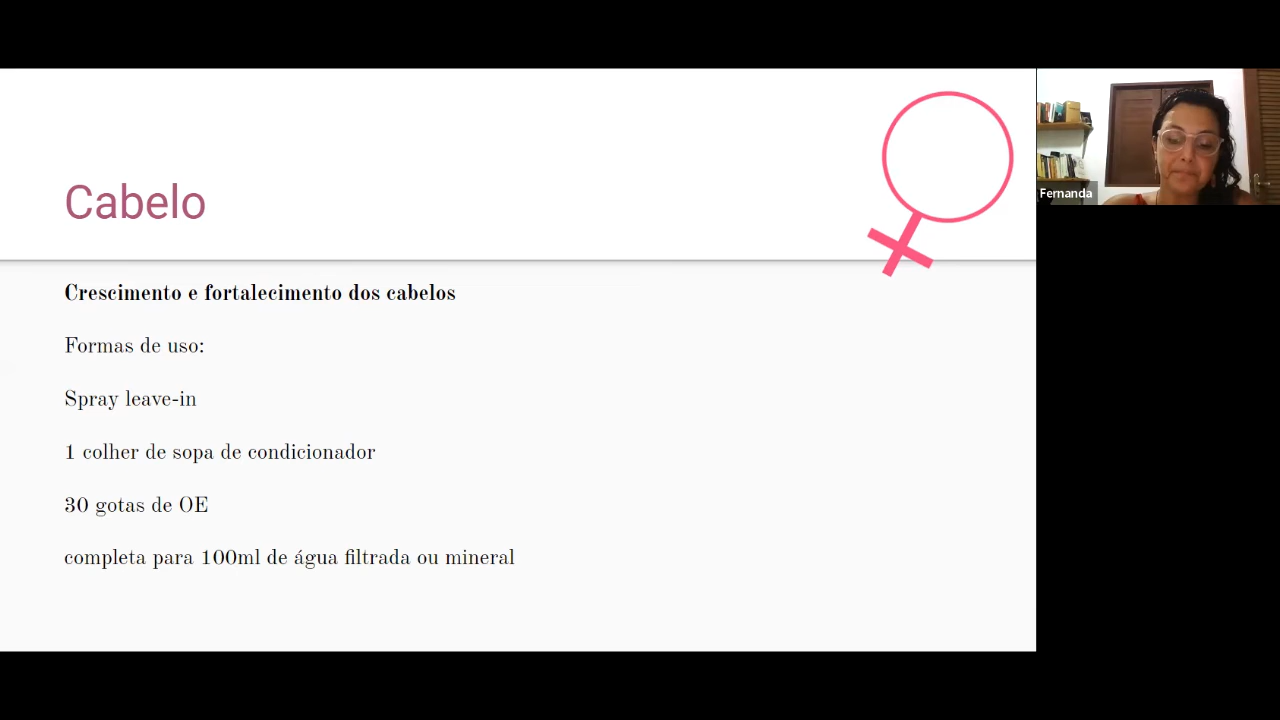 Cabelo
Crescimento e fortalecimento dos cabelos
Formas de uso:
Spray leave-in
1 colher de sopa de condicionador
30 gotas de OE
completa para 100ml de água filtrada ou mineral
Fernanda